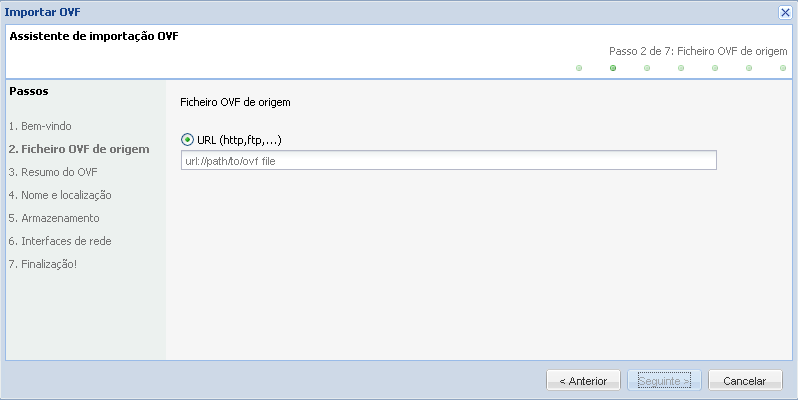 Importar OVF
Assistente de importação OVF
Passo 2 de 7: Ficheiro OVF de origem
Passos
1. Bem-vindo
2. Ficheiro OVF de origem
3. Resumo do OVF
4. Nome e localização
5. Armazenamento
6. Interfaces de rede
7. Finalização!
Ficheiro OVF de origem
URL (http,ftp,...)
url://path/to/ovf file
< Anterior
Seguinte >
Cancelar